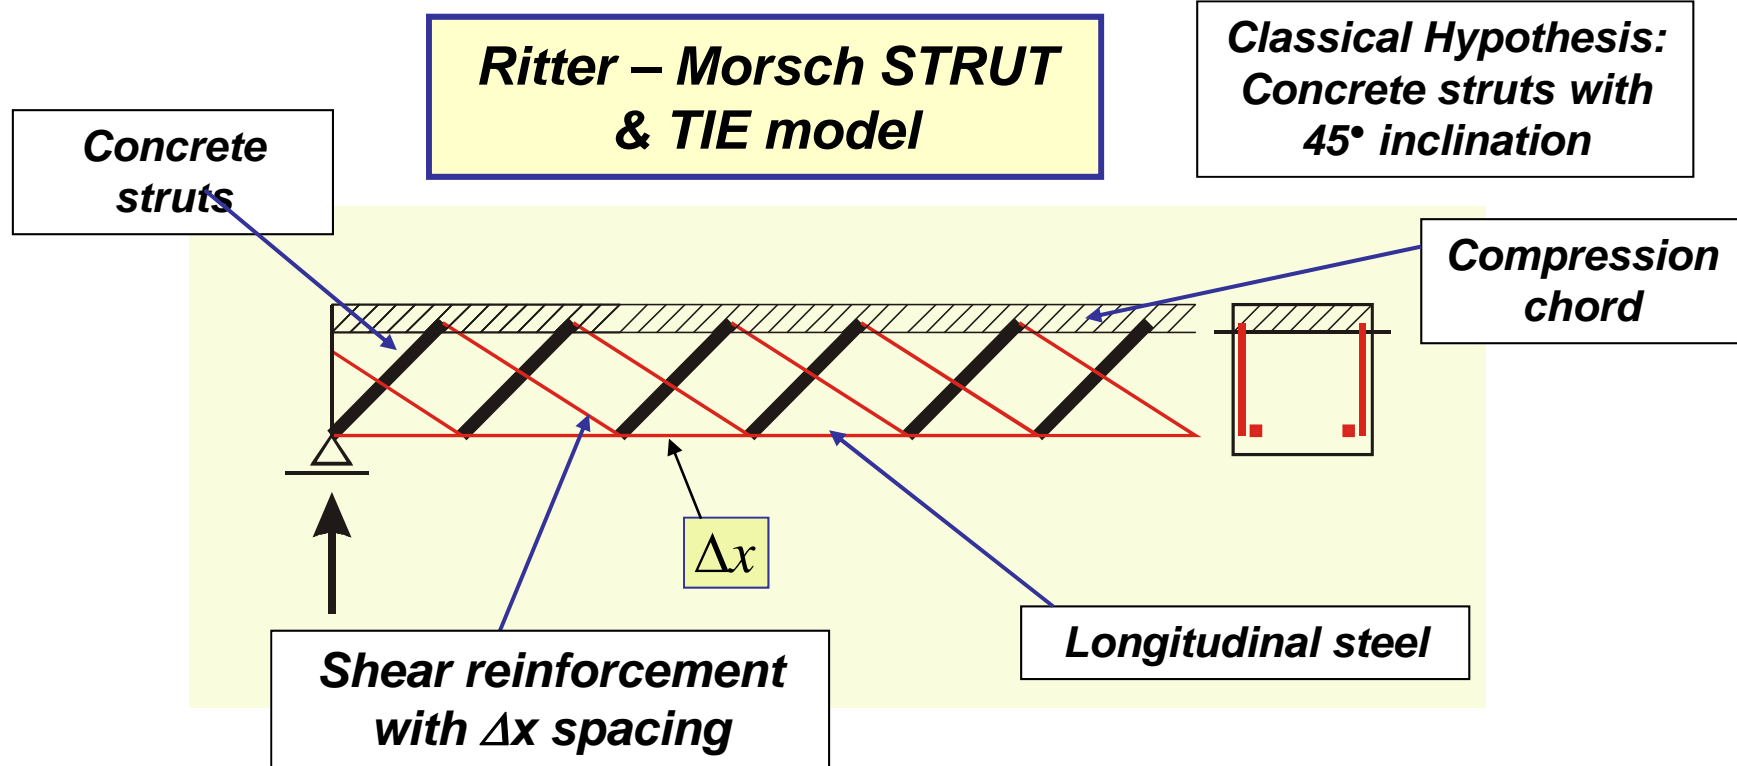 Ritter – Morsch STRUT
& TIE model
Classical Hypothesis:
Concrete struts with
45• inclination
Concrete
struts
Compression
chord
Δx
Longitudinal steel
Shear reinforcement
with Δx spacing